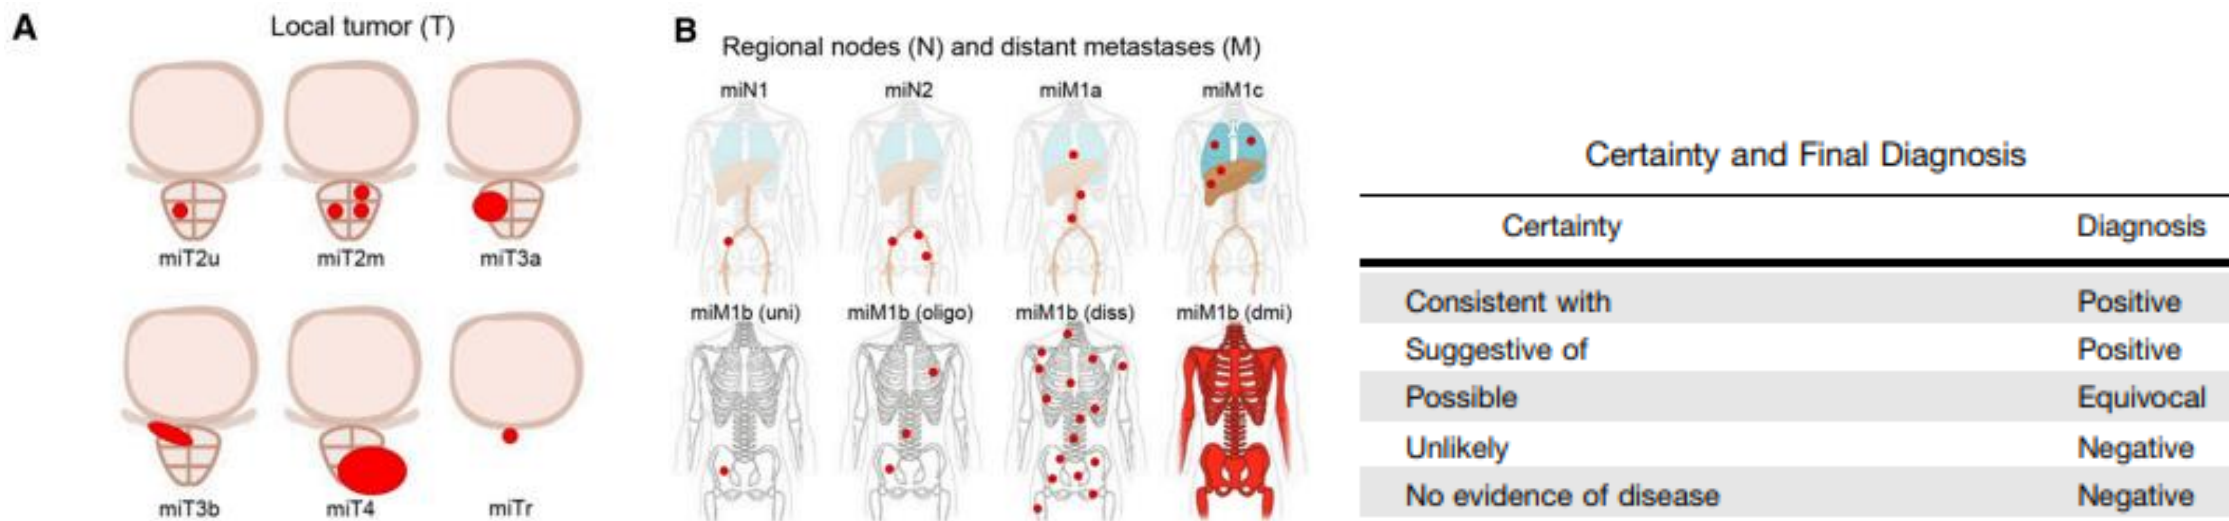 A
Local tumor (T)
miT2u
miT2m
miT3a
miT3b
miT4
miTr
B
Regional nodes (N) and distant metastases (M)
miN1
miN2
miM1a
miM1c
miM1b (uni)
miM1b (oligo)
miM1b (diss)
miM1b (dmi)
Certainty and Final Diagnosis
Certainty Diagnosis
Consistent with Positive
Suggestive of Positive
Possible Equivocal
Unlikely Negative
No evidence of disease Negative